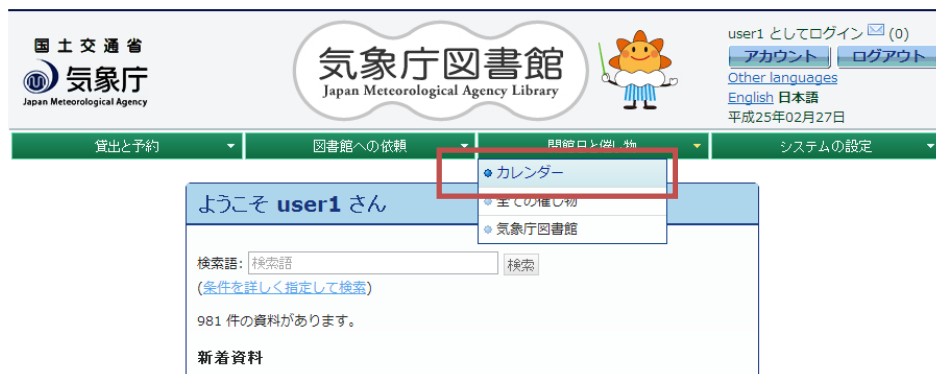 国土交通省
気象庁
Japan Meteorological Agency
気象庁図書館
Japan Meteorological Agency Library
user1 としてログイン (0)
アカウント ログアウト
Other languages
English 日本語
平成25年02月27日
貸出と予約 図書館への依頼 開館日と催し物 システムの設定
カレンダー
全ての催し物
気象庁図書館
ようこそ user1 さん
検索語: 検索語 検索
(条件を詳しく指定して検索)
981 件の資料があります。
新着資料